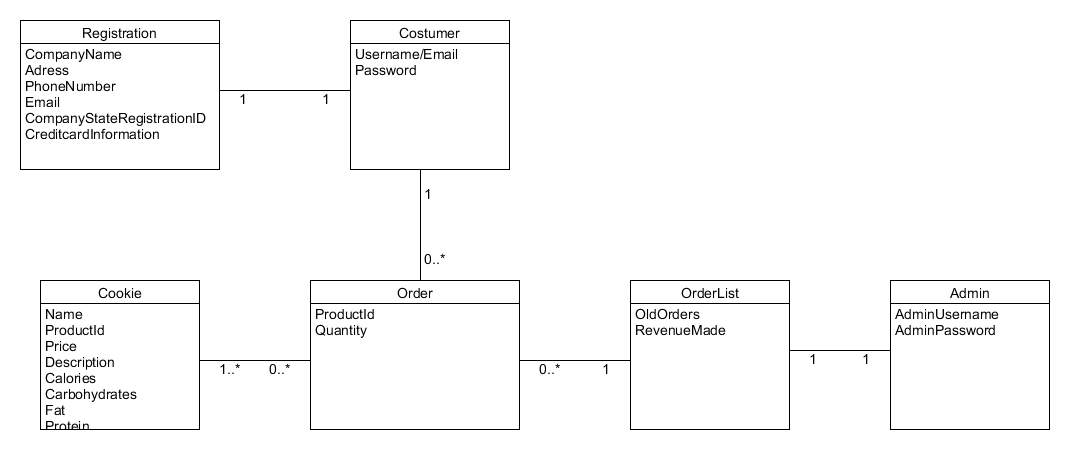 Registration
CompanyName
Adress
PhoneNumber
Email
CompanyStateRegistrationID
CreditcardInformation
Costumer
Username/Email
Password
1
1
1
0..*
Cookie
Name
ProductId
Price
Description
Calories
Carbohydrates
Fat
Protein
1..*
0..*
Order
ProductId
Quantity
0..*
1
OrderList
OldOrders
RevenueMade
1
1
Admin
AdminUsername
AdminPassword